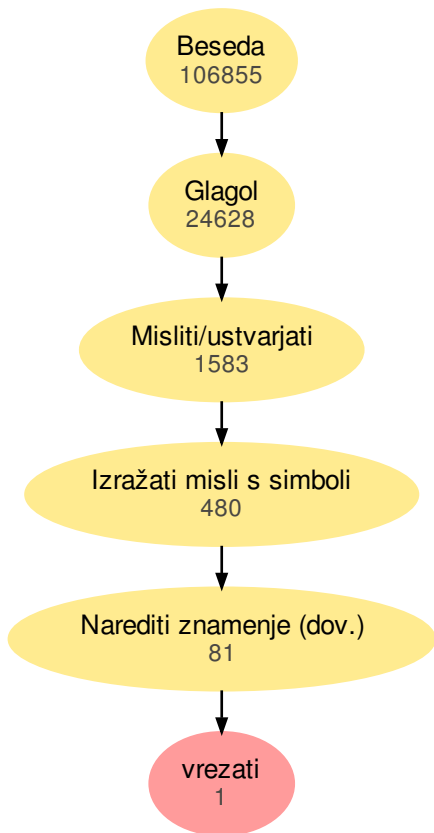 Beseda
106855
Glagol
24628
Misliti/ustvarjati
1583
Izražati misli s simboli
480
Narediti znamenje (dov.)
81
vrezati
1